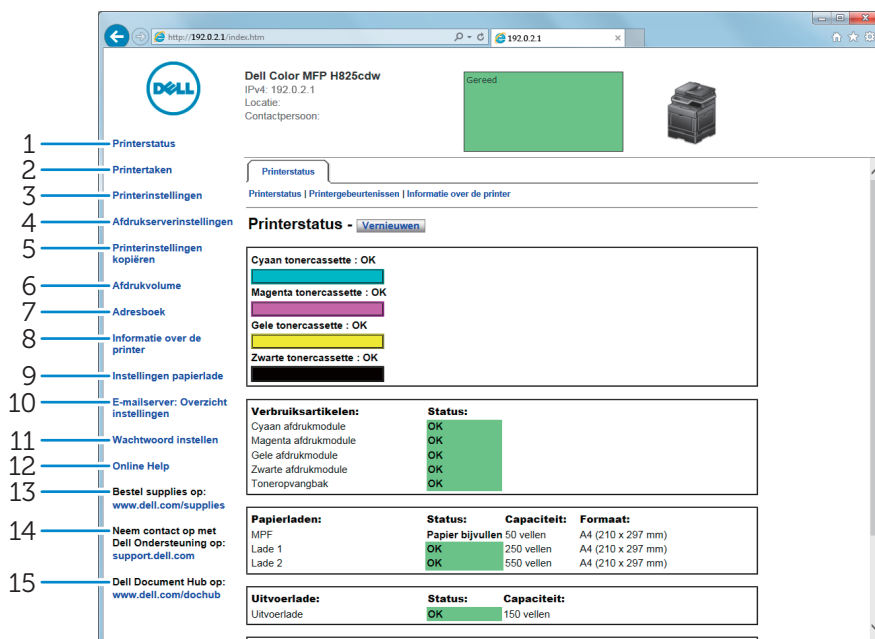 http://192.0.2.1/index.htm
192.0.2.1
DELL
Dell Color MFP H825cdw
IPv4: 192.0.2.1
Locatie:
Contactpersoon:
Gereed
1 Printerstatus
2 Printertaken
3 Printerinstellingen
4 Afdrukserverinstellingen
5 Printerinstellingen
kopiëren
6 Afdrukvolume
7 Adresboek
8 Informatie over de
printer
9 Instellingen papierlade
10 E-mailserver: Overzicht
instellingen
11 Wachtwoord instellen
12 Online Help
13 Bestel supplies op:
www.dell.com/supplies
14 Neem contact op met
Dell Ondersteuning op:
support.dell.com
15 Dell Document Hub op:
www.dell.com/dochub
Printerstatus
Printerstatus | Printergebeurtenissen | Informatie over de printer
Printerstatus - Vernieuwen
Cyaan tonercassette : OK
Magenta tonercassette : OK
Gele tonercassette : OK
Zwarte tonercassette : OK
Verbruiksartikelen: Status:
Cyaan afdrukmodule OK
Magenta afdrukmodule OK
Gele afdrukmodule OK
Zwarte afdrukmodule OK
Toneropvangbak OK
Papierladen: Status: Capaciteit: Formaat:
MPF Papier bijvullen 50 vellen A4 (210 x 297 mm)
Lade 1 OK 250 vellen A4 (210 x 297 mm)
Lade 2 OK 550 vellen A4 (210 x 297 mm)
Uitvoerlade: Status: Capaciteit:
Uitvoerlade OK 150 vellen